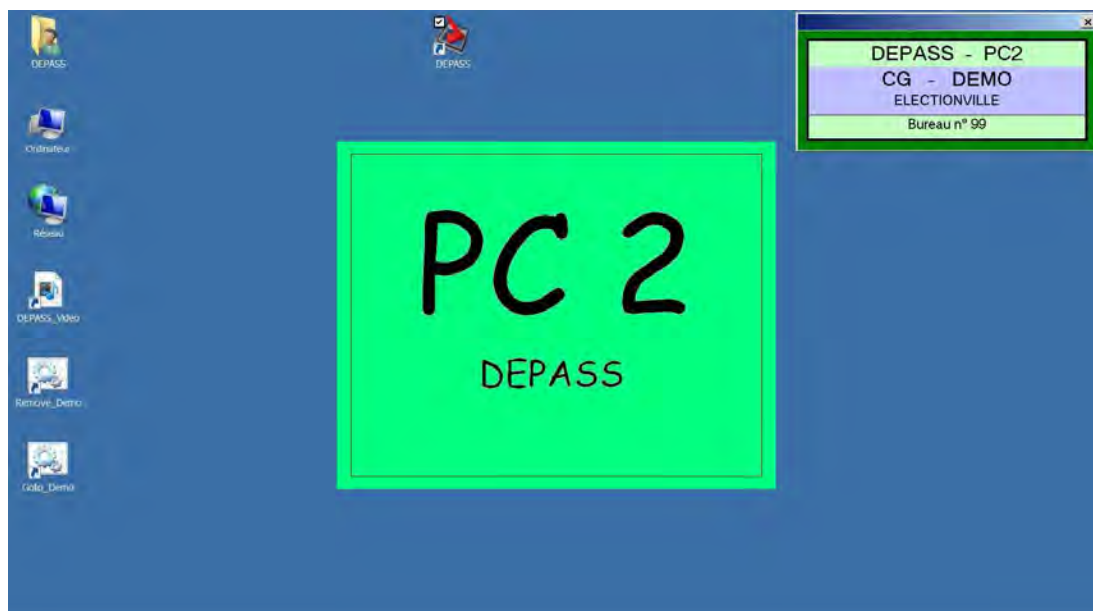 DEPASS
Ordinateur
Réseau
DEPASS_Video
Remove_Demo
Goto_Demo
DEPASS
PC 2
DEPASS
DEPASS - PC2
CG - DEMO
ELECTIONVILLE
Bureau n° 99